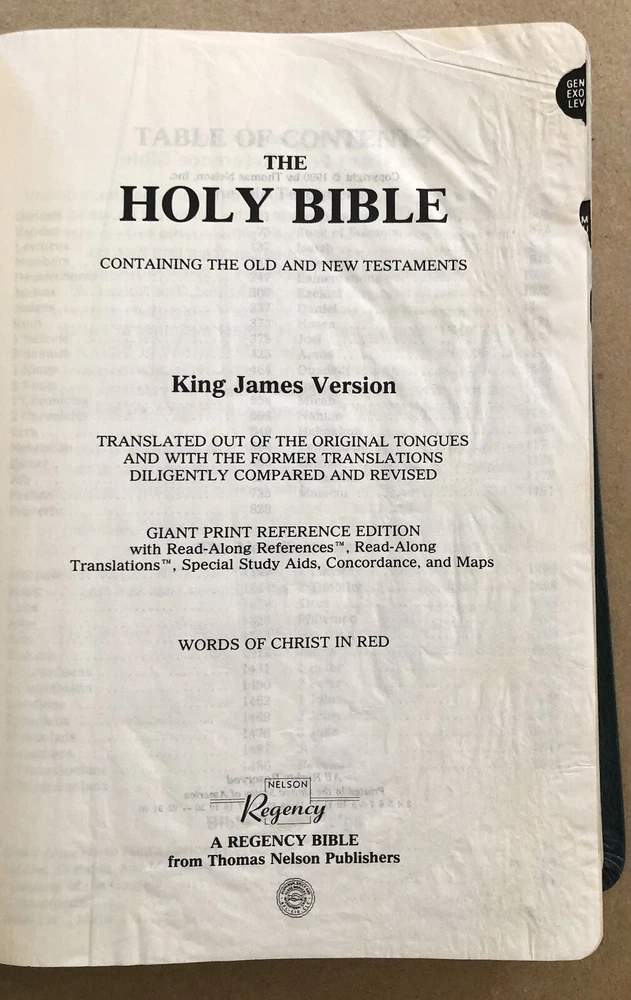 GEN
EXO
LEV
THE
HOLY BIBLE
CONTAINING THE OLD AND NEW TESTAMENTS
King James Version
TRANSLATED OUT OF THE ORIGINAL TONGUES
AND WITH THE FORMER TRANSLATIONS
DILIGENTLY COMPARED AND REVISED
GIANT PRINT REFERENCE EDITION
with Read-Along References™, Read-Along
Translations™, Special Study Aids, Concordance, and Maps
WORDS OF CHRIST IN RED
NELSON
Regency
A REGENCY BIBLE
from Thomas Nelson Publishers